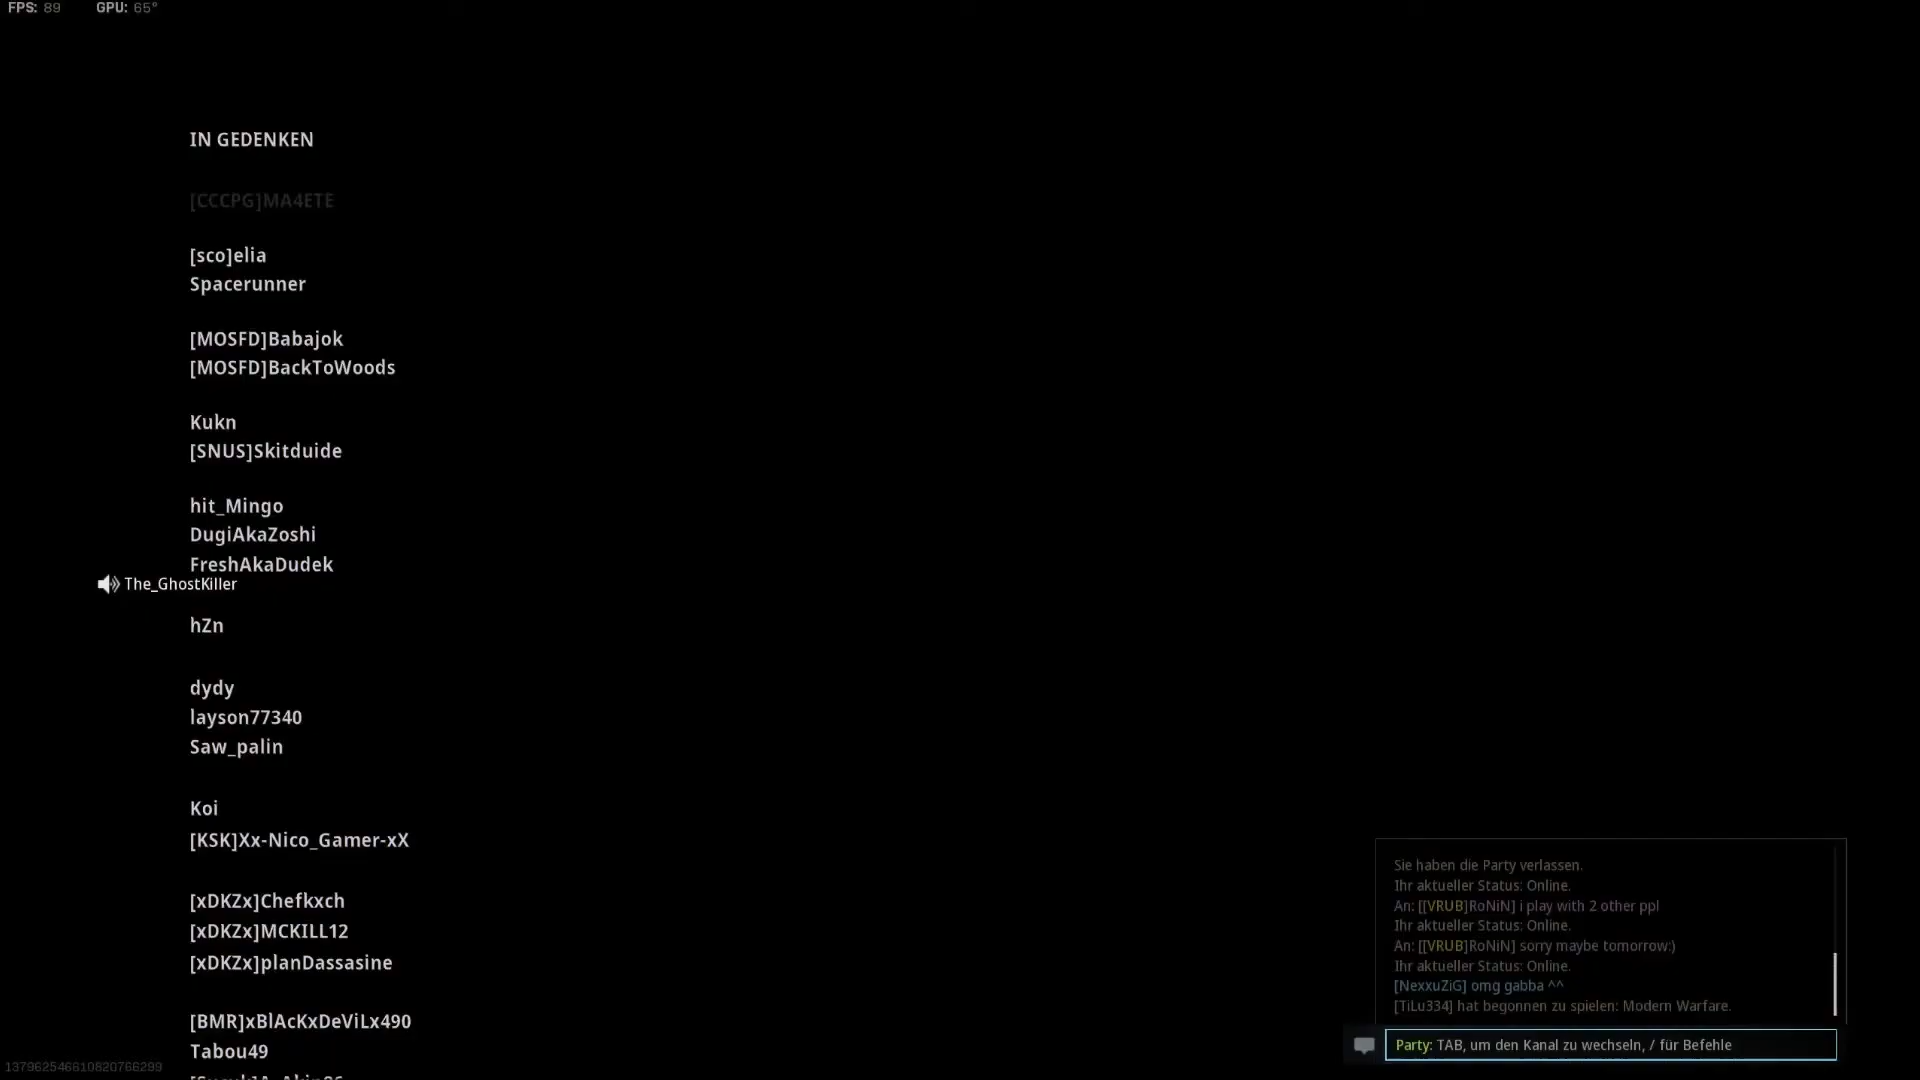 FPS: 89 GPU: 65°
IN GEDENKEN
[CCCPG]MA4ETE
[sco]elia
Spacerunner
[MOSFD]Babajok
[MOSFD]BackToWoods
Kukn
[SNUS]Skitduide
hit_Mingo
DugiAkaZoshi
FreshAkaDudek
The_GhostKiller
hZn
dydy
layson77340
Saw_palin
Koi
[KSK]Xx-Nico_Gamer-xX
[xDKZx]Chefkxch
[xDKZx]MCKILL12
[xDKZx]planDassasine
[BMR]xBlAcKxDeViLx490
Tabou49
Sie haben die Party verlassen.
Ihr aktueller Status: Online.
An: [[VRUB]RoNiN] i play with 2 other ppl
Ihr aktueller Status: Online.
An: [[VRUB]RoNiN] sorry maybe tomorrow:)
Ihr aktueller Status: Online.
[NexxuZiG] omg gabba ^^
[TiLu334] hat begonnen zu spielen: Modern Warfare.
Party: TAB, um den Kanal zu wechseln, / für Befehle
137962546610820766299